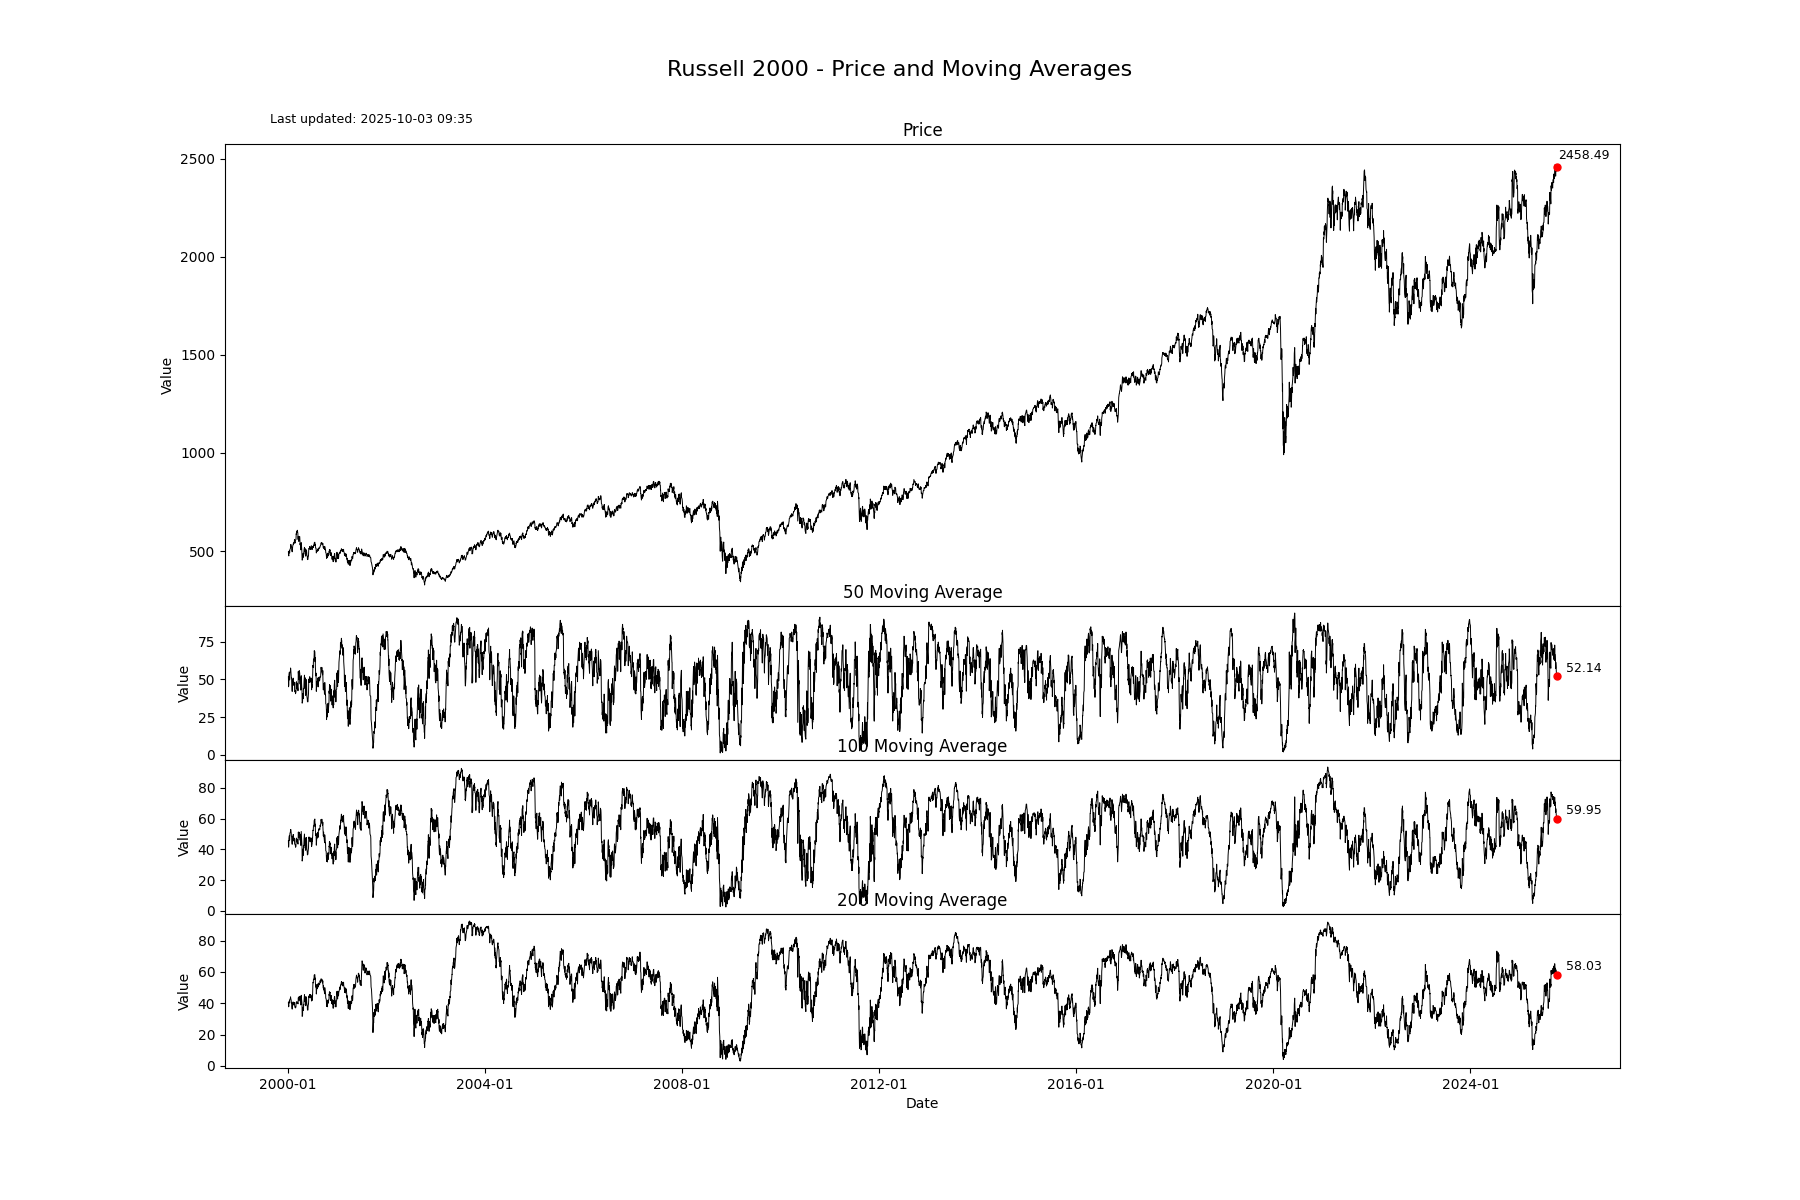 Russell 2000 - Price and Moving Averages
Last updated: 2025-10-03 09:35
Price
2500
2458.49
2000
1500
Value
1000
500
50 Moving Average
75
52.14
50
Value
25
0
100 Moving Average
80
59.95
60
Value
40
20
0
200 Moving Average
80
58.03
60
Value
40
20
0
2000-01 2004-01 2008-01 2012-01 2016-01 2020-01 2024-01
Date